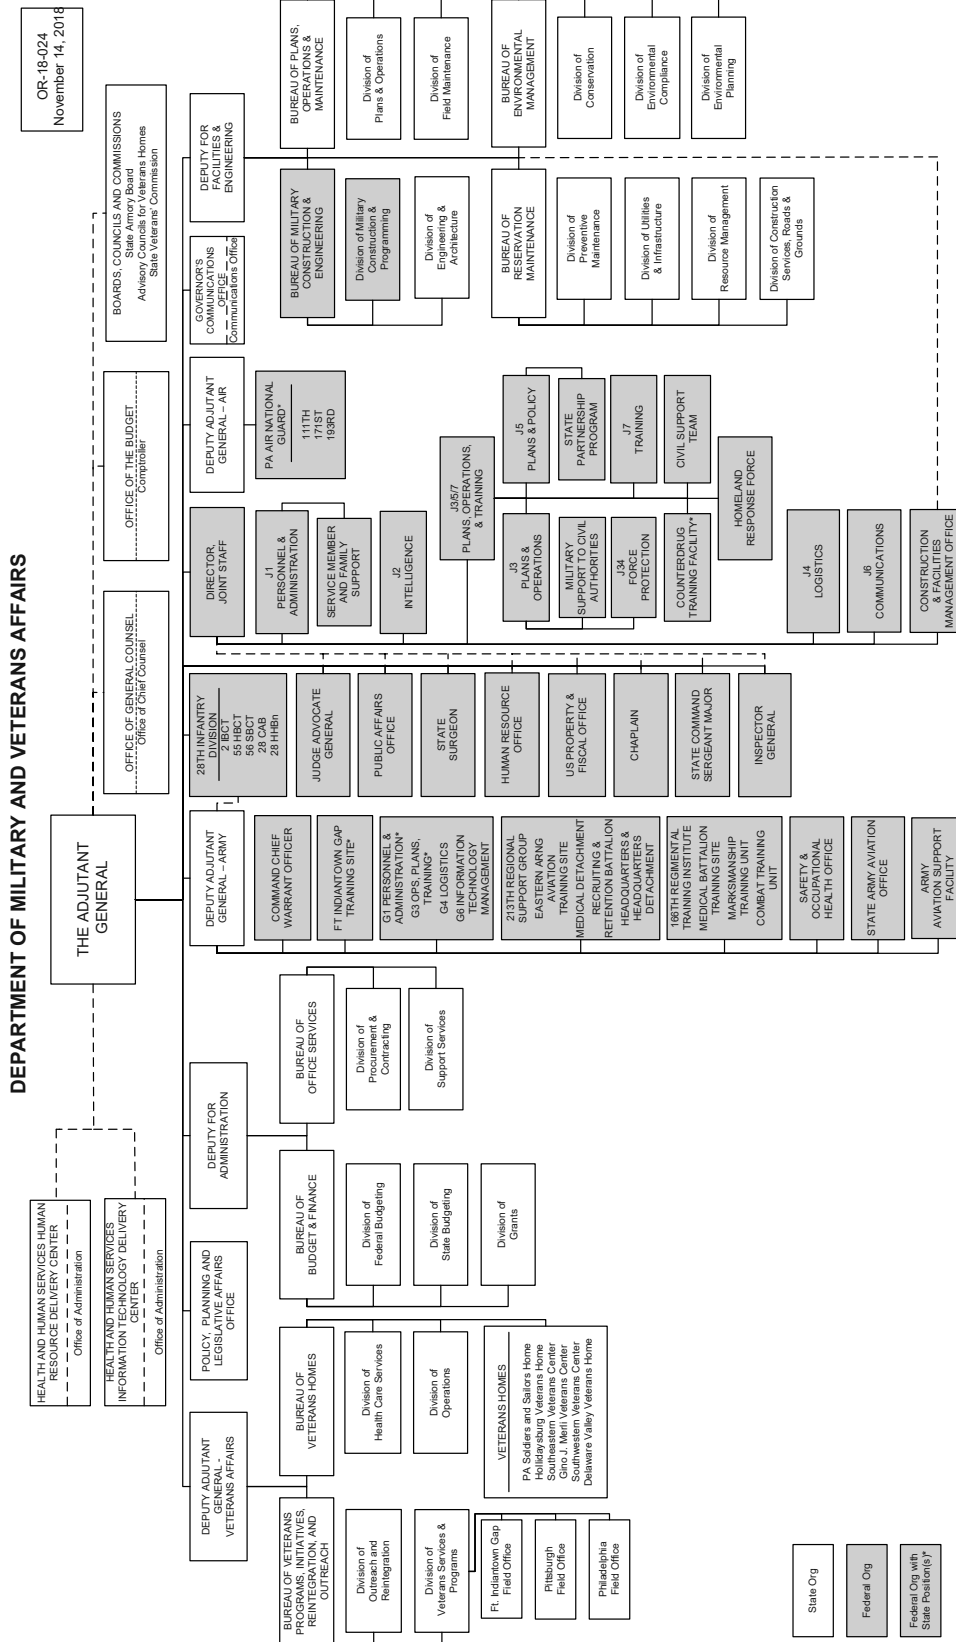 DEPARTMENT OF MILITARY AND VETERANS AFFAIRS
OR-18-024
November 14, 2018
THE ADJUTANT
GENERAL
HEALTH AND HUMAN SERVICES HUMAN
RESOURCE DELIVERY CENTER
Office of Administration
HEALTH AND HUMAN SERVICES
INFORMATION TECHNOLOGY DELIVERY
CENTER
Office of Administration
OFFICE OF GENERAL COUNSEL
Office of Chief Counsel
OFFICE OF THE BUDGET
Comptroller
BOARDS, COUNCILS AND COMMISSIONS
State Armory Board
Advisory Councils for Veterans Homes
State Veterans' Commission
DEPUTY ADJUTANT
GENERAL -
VETERANS AFFAIRS
POLICY, PLANNING AND
LEGISLATIVE AFFAIRS
OFFICE
DEPUTY FOR
ADMINISTRATION
DEPUTY ADJUTANT
GENERAL – ARMY
28TH INFANTRY
DIVISION
2 IBCT
55 HBCT
56 SBCT
28 CAB
28 HHBn
DIRECTOR,
JOINT STAFF
DEPUTY ADJUTANT
GENERAL – AIR
GOVERNOR'S
COMMUNICATIONS
OFFICE
Communications Office
DEPUTY FOR
FACILITIES &
ENGINEERING
BUREAU OF VETERANS
PROGRAMS, INITIATIVES,
REINTEGRATION, AND
OUTREACH
Division of
Outreach and
Reintegration
Division of
Veterans Services &
Programs
Ft. Indiantown Gap
Field Office
Pittsburgh
Field Office
Philadelphia
Field Office
BUREAU OF
VETERANS HOMES
Division of
Health Care Services
Division of
Operations
VETERANS HOMES
PA Soldiers and Sailors Home
Hollidaysburg Veterans Home
Southeastern Veterans Center
Gino J. Merli Veterans Center
Southwestern Veterans Center
Delaware Valley Veterans Home
BUREAU OF
BUDGET & FINANCE
Division of
Federal Budgeting
Division of
State Budgeting
Division of
Grants
BUREAU OF
OFFICE SERVICES
Division of
Procurement &
Contracting
Division of
Support Services
COMMAND CHIEF
WARRANT OFFICER
FT INDIANTOWN GAP
TRAINING SITE*
G1 PERSONNEL &
ADMINISTRATION*
G3 OPS, PLANS,
TRAINING*
G4 LOGISTICS
G6 INFORMATION
TECHNOLOGY
MANAGEMENT
213TH REGIONAL
SUPPORT GROUP
EASTERN ARNG
AVIATION
TRAINING SITE
MEDICAL DETACHMENT
RECRUITING &
RETENTION BATTALION
HEADQUARTERS &
HEADQUARTERS
DETACHMENT
166TH REGIMENTAL
TRAINING INSTITUTE
MEDICAL BATTALION
TRAINING SITE
MARKSMANSHIP
TRAINING UNIT
COMBAT TRAINING
UNIT
SAFETY &
OCCUPATIONAL
HEALTH OFFICE
STATE ARMY AVIATION
OFFICE
ARMY
AVIATION SUPPORT
FACILITY
JUDGE ADVOCATE
GENERAL
PUBLIC AFFAIRS
OFFICE
STATE
SURGEON
HUMAN RESOURCE
OFFICE
US PROPERTY &
FISCAL OFFICE
CHAPLAIN
STATE COMMAND
SERGEANT MAJOR
INSPECTOR
GENERAL
J1
PERSONNEL &
ADMINISTRATION
SERVICE MEMBER
AND FAMILY
SUPPORT
J2
INTELLIGENCE
J3/5/7
PLANS, OPERATIONS,
& TRAINING
J3
PLANS &
OPERATIONS
MILITARY
SUPPORT TO CIVIL
AUTHORITIES
J34
FORCE
PROTECTION
COUNTERDRUG
TRAINING FACILITY*
J5
PLANS & POLICY
STATE
PARTNERSHIP
PROGRAM
J7
TRAINING
CIVIL SUPPORT
TEAM
HOMELAND
RESPONSE FORCE
J4
LOGISTICS
J6
COMMUNICATIONS
CONSTRUCTION
& FACILITIES
MANAGEMENT OFFICE
PA AIR NATIONAL
GUARD*
111TH
171ST
193RD
BUREAU OF MILITARY
CONSTRUCTION &
ENGINEERING
Division of Military
Construction &
Programming
Division of
Engineering &
Architecture
BUREAU OF PLANS,
OPERATIONS &
MAINTENANCE
Division of
Plans & Operations
Division of
Field Maintenance
BUREAU OF
RESERVATION
MAINTENANCE
Division of
Preventive
Maintenance
Division of Utilities
& Infrastructure
Division of
Resource Management
Division of Construction
Services, Roads &
Grounds
BUREAU OF
ENVIRONMENTAL
MANAGEMENT
Division of
Conservation
Division of
Environmental
Compliance
Division of
Environmental
Planning
State Org
Federal Org
Federal Org with
State Position(s)*